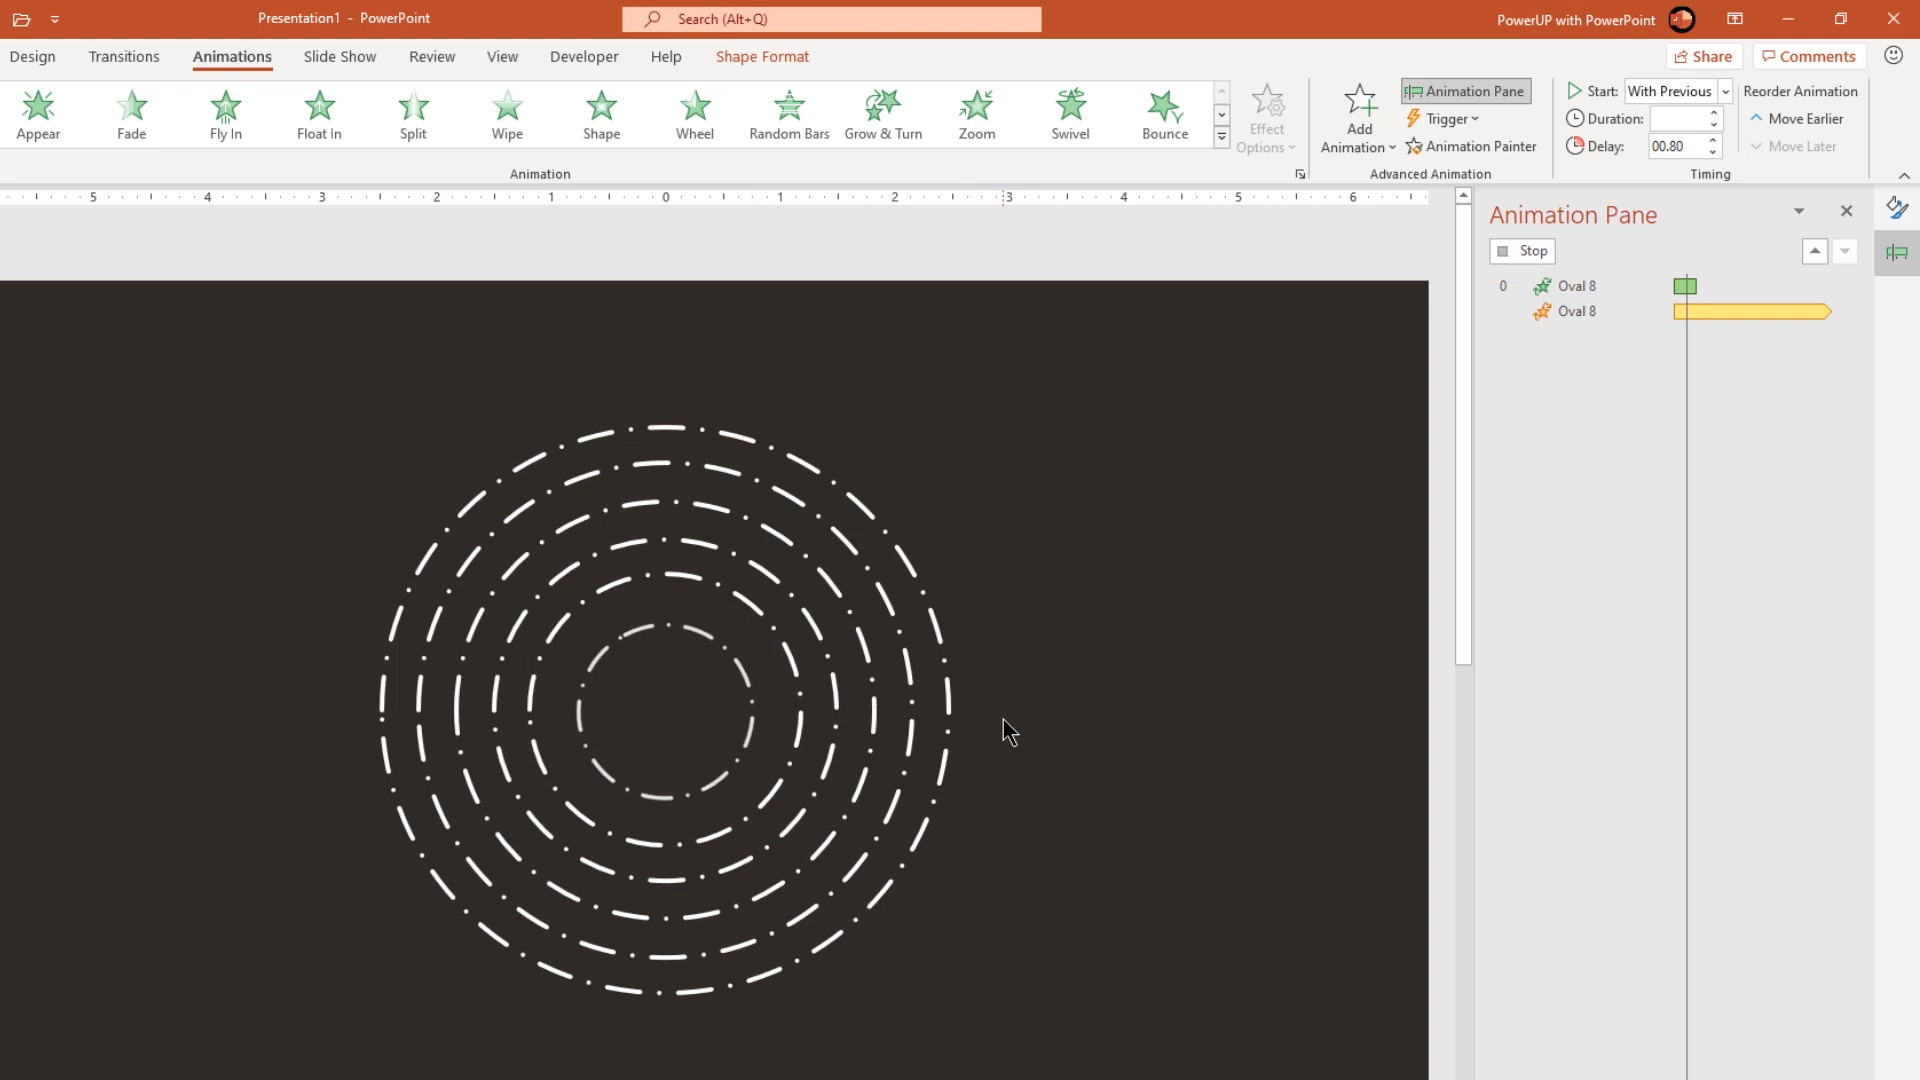 Presentation1 - PowerPoint
Search (Alt+Q)
PowerUP with PowerPoint
Design Transitions Animations Slide Show Review View Developer Help Shape Format
Share Comments
Appear Fade Fly In Float In Split Wipe Shape Wheel Random Bars Grow & Turn Zoom Swivel Bounce
Effect Options
Add Animation
Animation Pane
Trigger
Animation Painter
Start: With Previous
Duration:
Delay: 00.80
Reorder Animation
Move Earlier
Move Later
Animation Advanced Animation Timing
5 4 3 2 1 0 1 2 3 4 5 6
Animation Pane
Stop
0 Oval 8
Oval 8